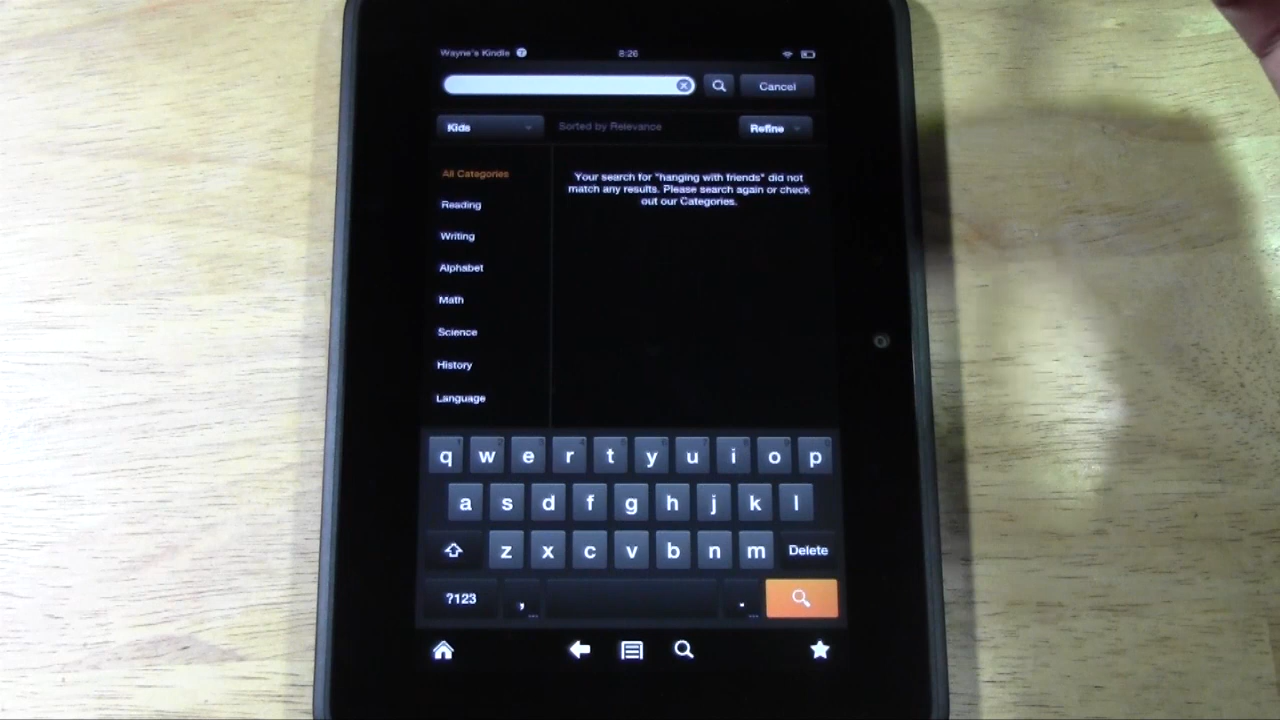 Wayne's Kindle 8:26
Cancel
Kids Sorted by Relevance Refine
All Categories
Reading
Writing
Alphabet
Math
Science
History
Language
Your search for "hanging with friends" did not
match any results. Please search again or check
out our Categories.
q w e r t y u i o p
a s d f g h j k l
z x c v b n m Delete
?123 , .